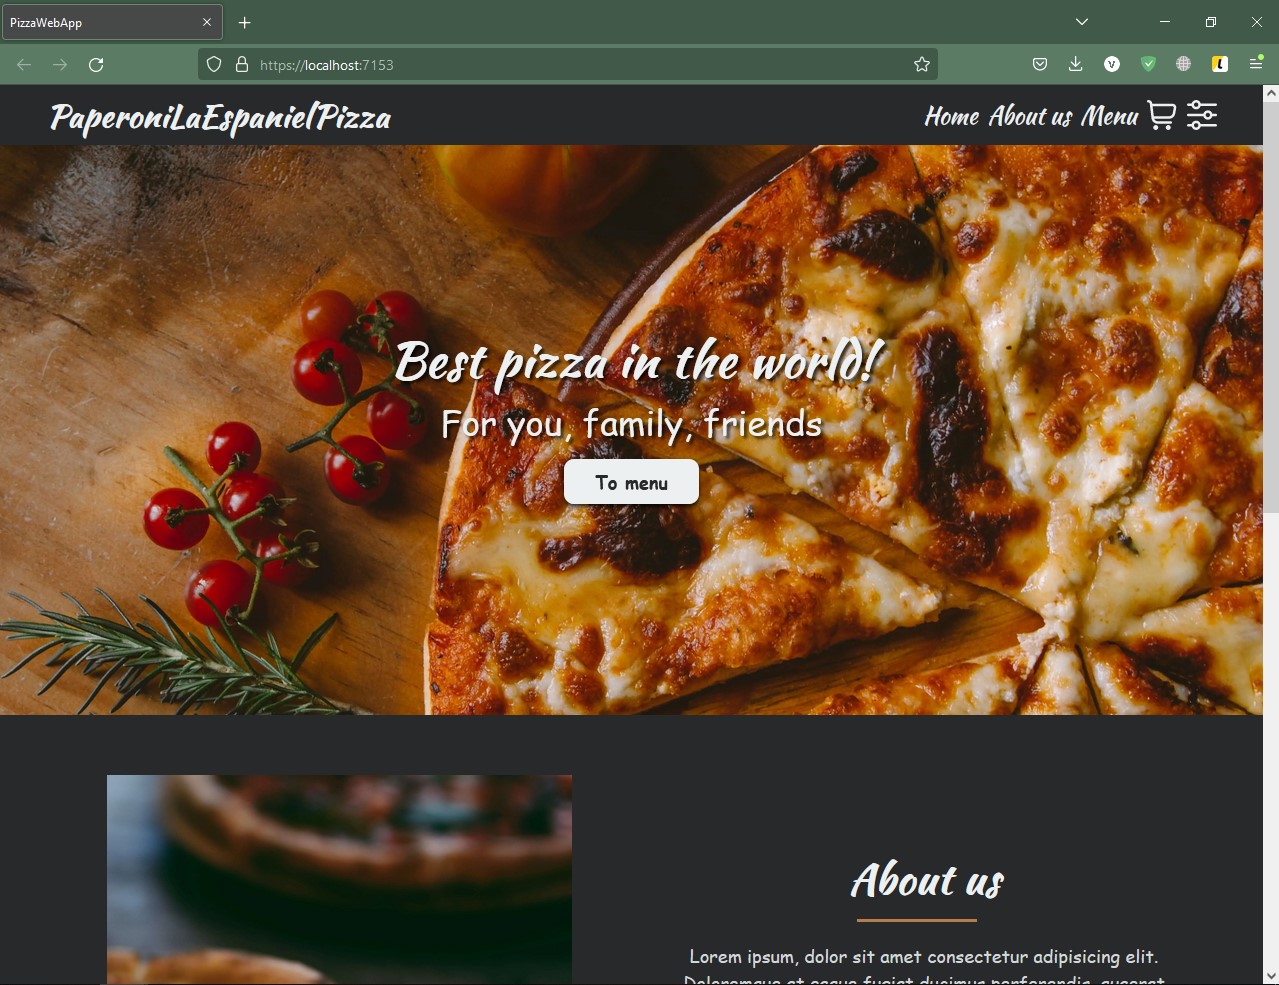 PizzaWebApp
https://localhost:7153
PaperoniLaEspanielPizza
Home About us Menu
Best pizza in the world!
For you, family, friends
To menu
About us
Lorem ipsum, dolor sit amet consectetur adipisicing elit.